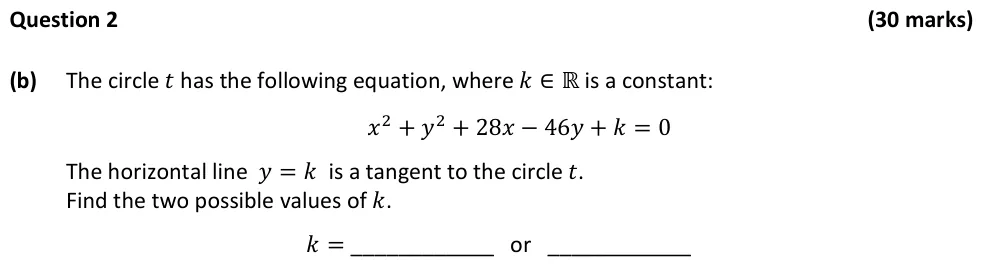 Question 2 (30 marks)
(b) The circle t has the following equation, where k ∈ ℝ is a constant:
x² + y² + 28x − 46y + k = 0
The horizontal line y = k is a tangent to the circle t.
Find the two possible values of k.
k = ____________ or ____________